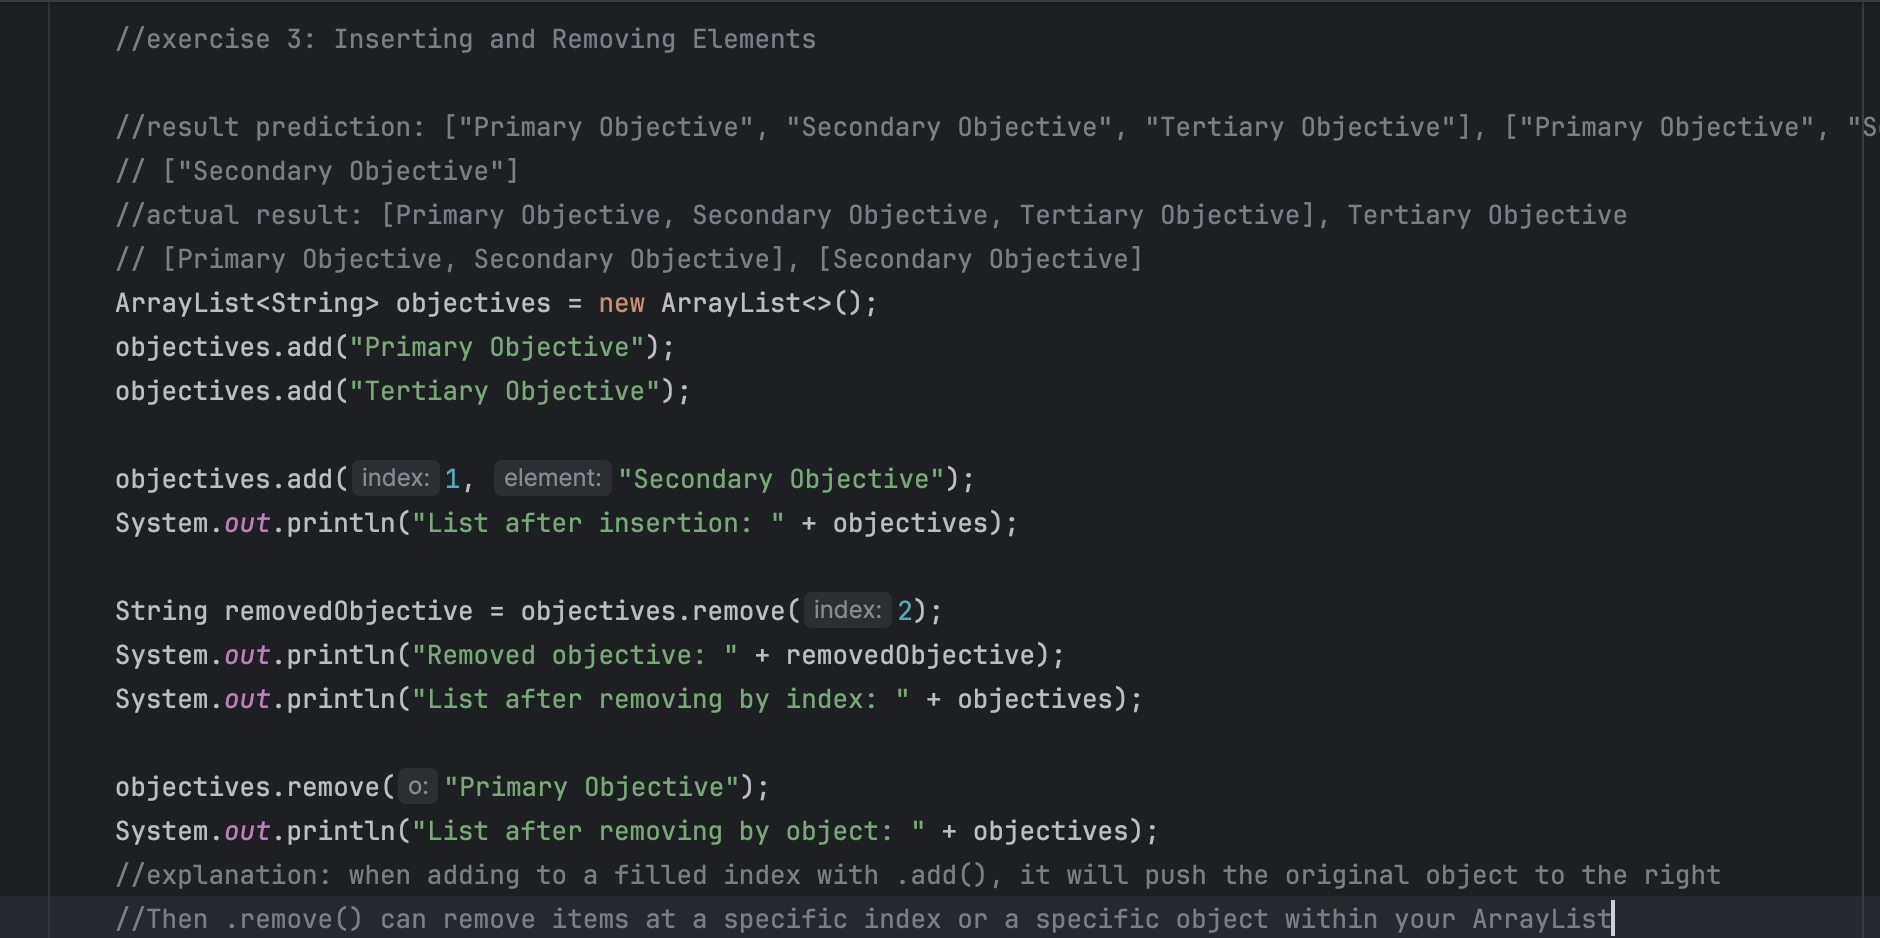 //exercise 3: Inserting and Removing Elements
//result prediction: ["Primary Objective", "Secondary Objective", "Tertiary Objective"], ["Primary Objective", "S
// ["Secondary Objective"]
//actual result: [Primary Objective, Secondary Objective, Tertiary Objective], Tertiary Objective
// [Primary Objective, Secondary Objective], [Secondary Objective]
ArrayList<String> objectives = new ArrayList<>();
objectives.add("Primary Objective");
objectives.add("Tertiary Objective");
objectives.add( index: 1, element: "Secondary Objective");
System.out.println("List after insertion: " + objectives);
String removedObjective = objectives.remove( index: 2);
System.out.println("Removed objective: " + removedObjective);
System.out.println("List after removing by index: " + objectives);
objectives.remove( o: "Primary Objective");
System.out.println("List after removing by object: " + objectives);
//explanation: when adding to a filled index with .add(), it will push the original object to the right
//Then .remove() can remove items at a specific index or a specific object within your ArrayList